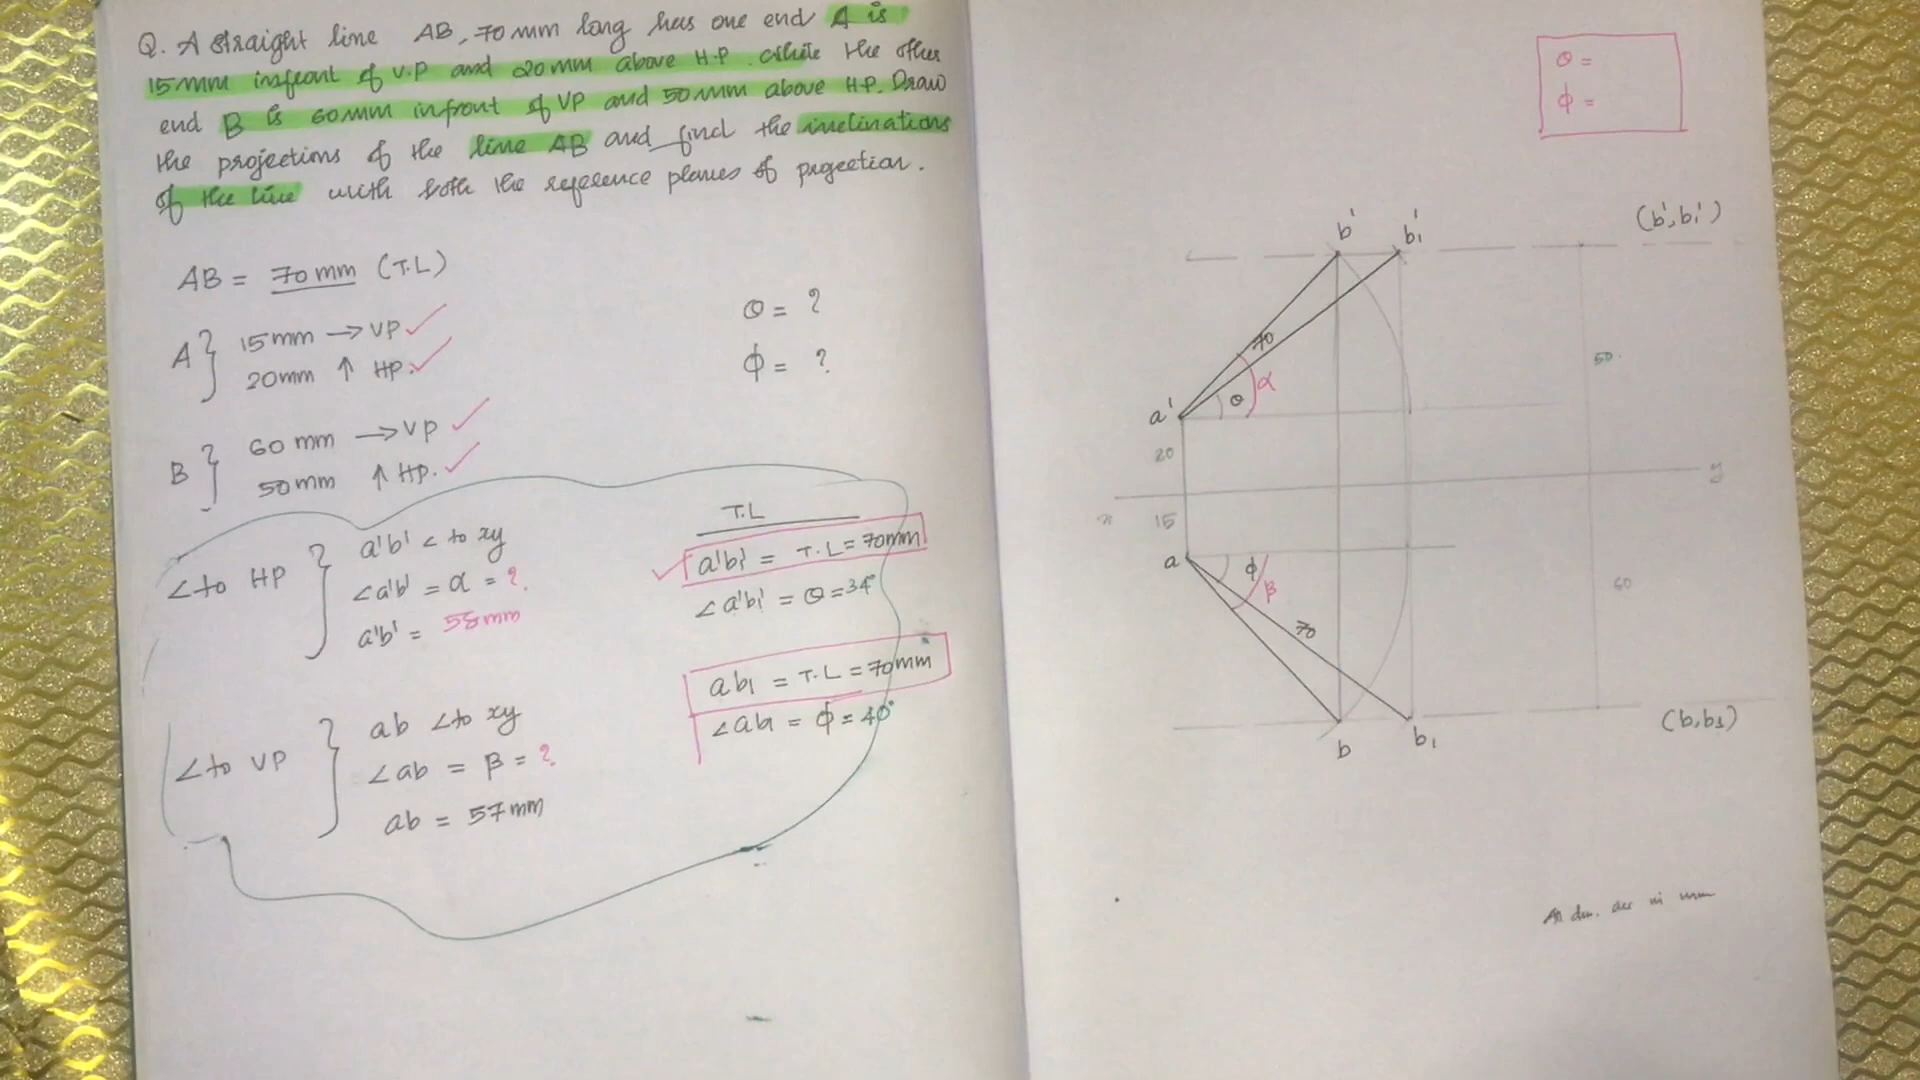 Q. A straight line AB, 70 mm long has one end A is
15mm infront of V.P and 20mm above H.P. while the other
end B is 60mm infront of VP and 50mm above H.P. Draw
the projections of the line AB and find the inclinations
of the line with both the reference planes of projection.
AB = 70 mm (T.L)
A } 15mm → VP ✓
20mm ↑ HP. ✓
B } 60 mm → VP ✓
50mm ↑ HP. ✓
θ = ?
ϕ = ?
∠to HP } a'b' ∠ to xy
∠a'b' = α = ?
a'b' = 58mm
T.L
✓ a'b1' = T.L = 70mm
∠a'b1' = θ = 34°
ab1 = T.L = 70mm
∠ab1 = ϕ = 40°
∠to VP } ab ∠to xy
∠ab = β = ?
ab = 57mm
θ =
ϕ =
b' b1' (b', b1')
70
50
α
θ
a'
20
y
x 15
a ϕ
β
60
70
b b1 (b, b1)